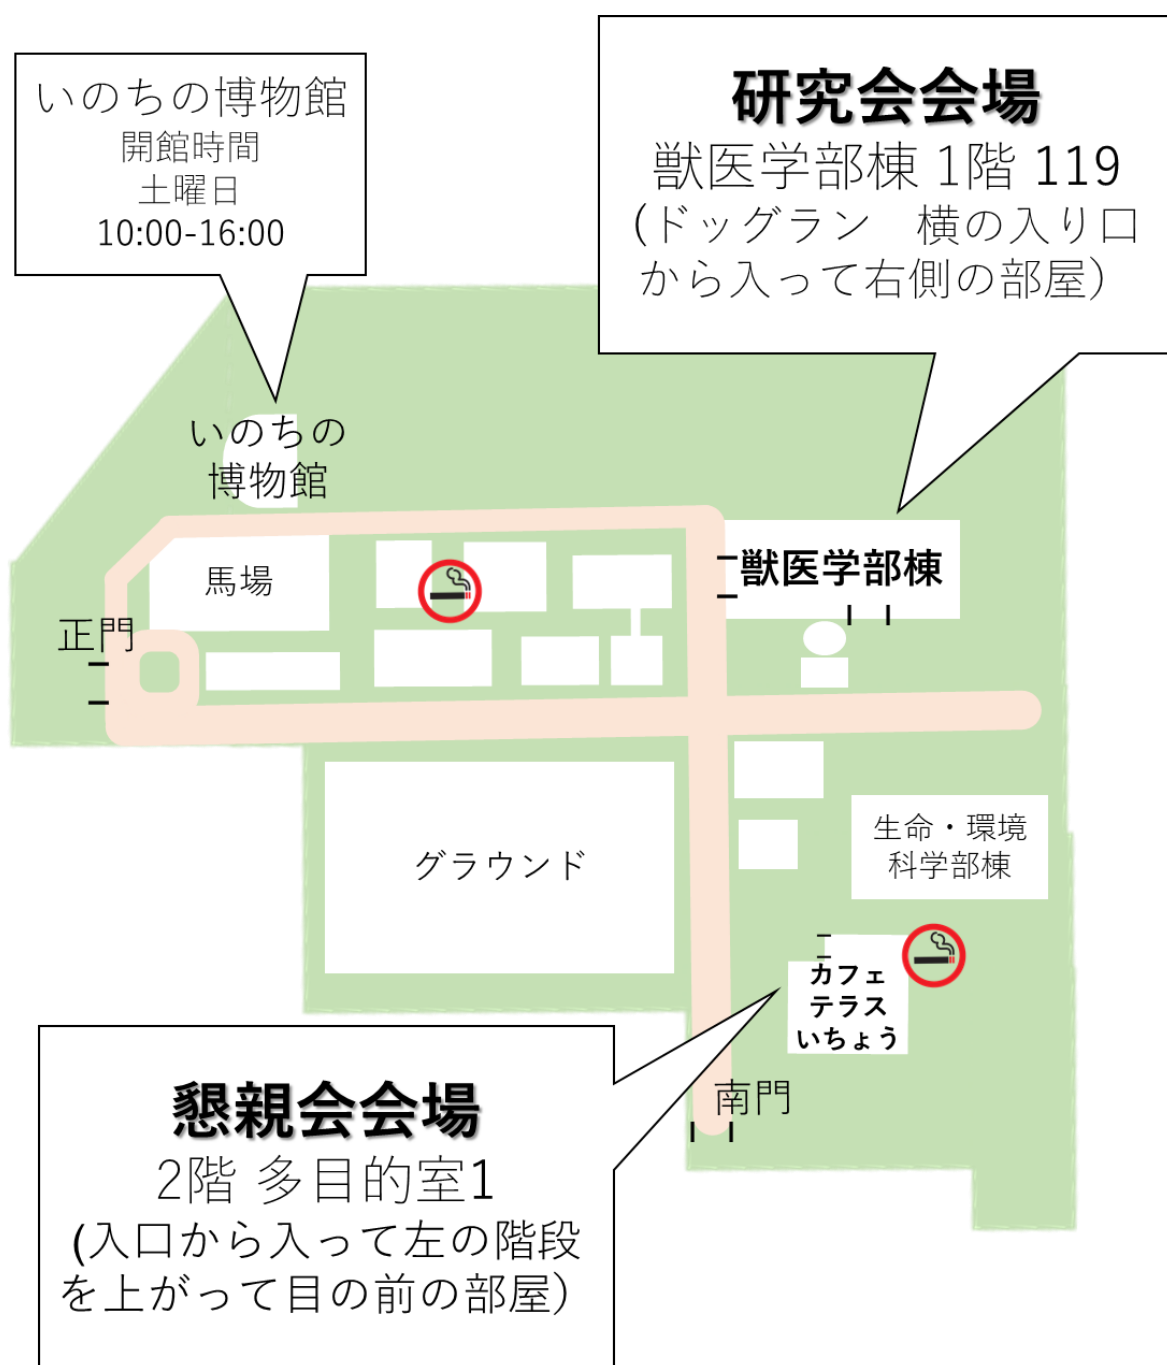 いのちの博物館
開館時間
土曜日
10:00-16:00
研究会会場
獣医学部棟 1階 119
(ドッグラン　横の入り口
から入って右側の部屋)
いのちの
博物館
馬場
獣医学部棟
正門
グラウンド
生命・環境
科学部棟
カフェ
テラス
いちょう
南門
懇親会会場
2階 多目的室1
(入口から入って左の階段
を上がって目の前の部屋)